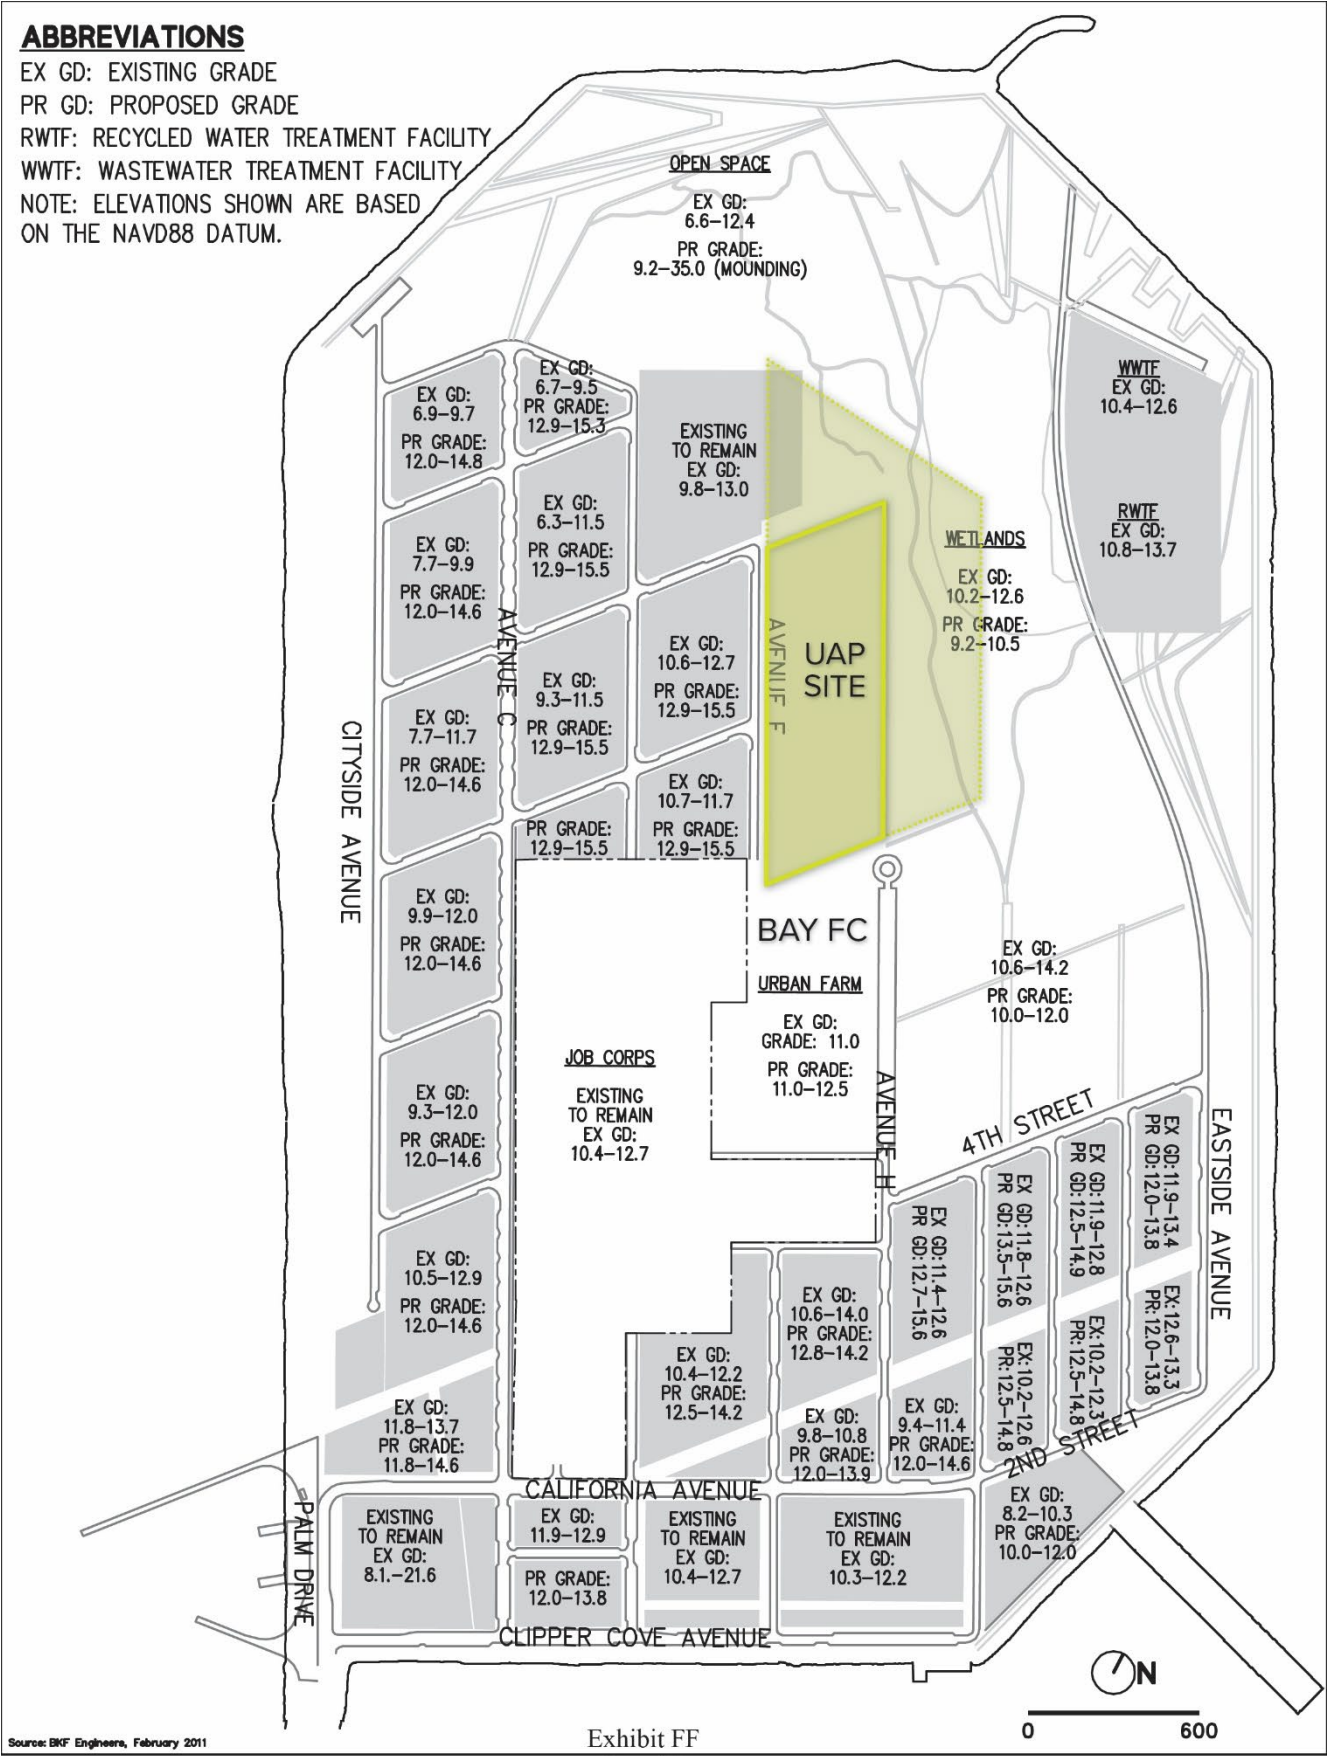 ABBREVIATIONS
EX GD: EXISTING GRADE
PR GD: PROPOSED GRADE
RWTF: RECYCLED WATER TREATMENT FACILITY
WWTF: WASTEWATER TREATMENT FACILITY
NOTE: ELEVATIONS SHOWN ARE BASED
ON THE NAVD88 DATUM.
OPEN SPACE
EX GD:
6.6-12.4
PR GRADE:
9.2-35.0 (MOUNDING)
EX GD:
6.9-9.7
PR GRADE:
12.0-14.8
EX GD:
6.7-9.5
PR GRADE:
12.9-15.3
EXISTING
TO REMAIN
EX GD:
9.8-13.0
WWTF
EX GD:
10.4-12.6
RWTF
EX GD:
10.8-13.7
EX GD:
7.7-9.9
PR GRADE:
12.0-14.6
EX GD:
6.3-11.5
PR GRADE:
12.9-15.5
WETLANDS
EX GD:
10.2-12.6
PR GRADE:
9.2-10.5
AVENUE C
AVENUE F
UAP
SITE
EX GD:
10.6-12.7
PR GRADE:
12.9-15.5
EX GD:
9.3-11.5
PR GRADE:
12.9-15.5
EX GD:
7.7-11.7
PR GRADE:
12.0-14.6
CITYSIDE AVENUE
EX GD:
10.7-11.7
PR GRADE:
12.9-15.5
PR GRADE:
12.9-15.5
EX GD:
9.9-12.0
PR GRADE:
12.0-14.6
BAY FC
URBAN FARM
EX GD:
GRADE: 11.0
PR GRADE:
11.0-12.5
EX GD:
10.6-14.2
PR GRADE:
10.0-12.0
JOB CORPS
EXISTING
TO REMAIN
EX GD:
10.4-12.7
EX GD:
9.3-12.0
PR GRADE:
12.0-14.6
AVENUE H
4TH STREET
EASTSIDE AVENUE
EX GD:11.4-12.6
PR GD:12.7-15.6
EX GD:11.8-12.6
PR GD:13.5-15.6
EX GD:11.9-12.8
PR GD:12.5-14.9
EX GD:11.9-13.4
PR GD:12.0-13.8
EX GD:
10.5-12.9
PR GRADE:
12.0-14.6
EX GD:
10.6-14.0
PR GRADE:
12.8-14.2
EX GD:
10.4-12.2
PR GRADE:
12.5-14.2
EX:10.2-12.6
PR:12.5-14.8
EX:10.2-12.3
PR:12.5-14.8
EX:12.6-13.3
PR:12.0-13.8
EX GD:
11.8-13.7
PR GRADE:
11.8-14.6
EX GD:
9.8-10.8
PR GRADE:
12.0-13.9
EX GD:
9.4-11.4
PR GRADE:
12.0-14.6
2ND STREET
CALIFORNIA AVENUE
PALM DRIVE
EXISTING
TO REMAIN
EX GD:
8.1.-21.6
EX GD:
11.9-12.9
PR GRADE:
12.0-13.8
EXISTING
TO REMAIN
EX GD:
10.4-12.7
EXISTING
TO REMAIN
EX GD:
10.3-12.2
EX GD:
8.2-10.3
PR GRADE:
10.0-12.0
CLIPPER COVE AVENUE
N
0 600
Source: BKF Engineers, February 2011
Exhibit FF